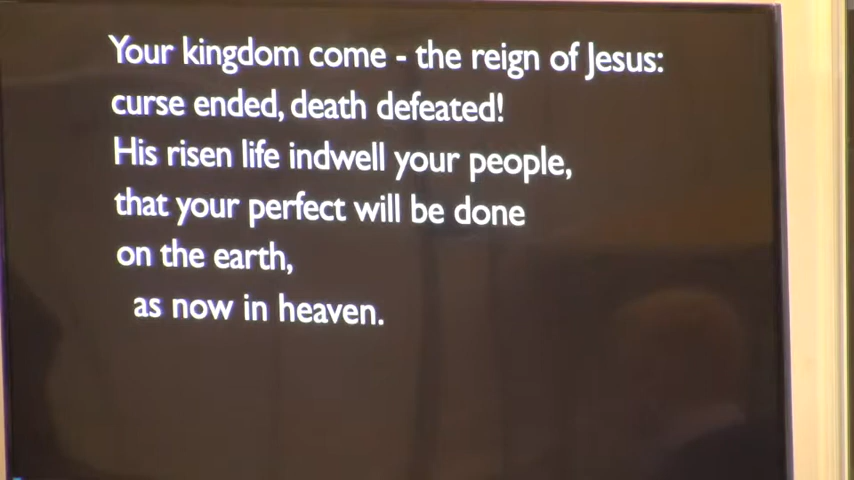 Your kingdom come - the reign of Jesus:
curse ended, death defeated!
His risen life indwell your people,
that your perfect will be done
on the earth,
as now in heaven.